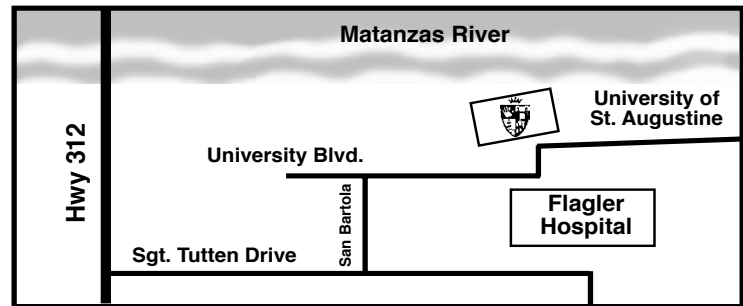 Matanzas River
University of
St. Augustine
Hwy 312
University Blvd.
San Bartola
Flagler
Hospital
Sgt. Tutten Drive